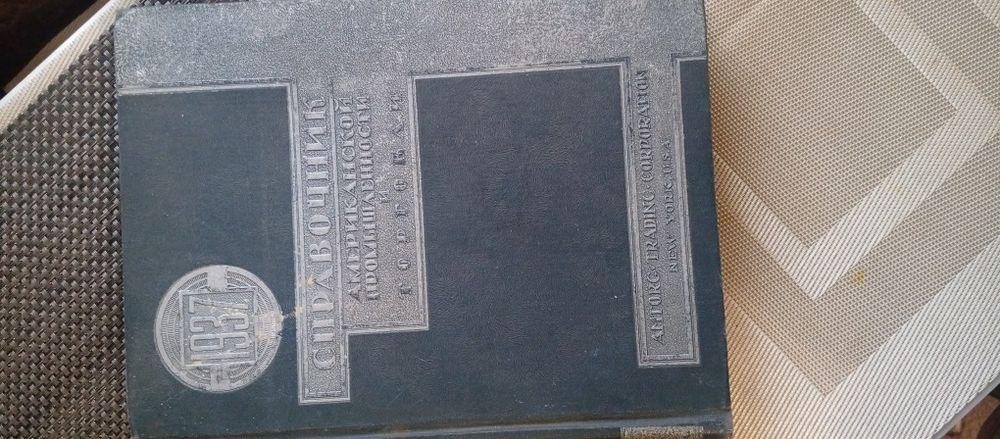 1937
СПРАВОЧНИК
АМЕРИКАНСКОЙ
ПРОМЫШЛЕННОСТИ
И
ТОРГОВЛИ
AMTORG·TRADING·CORPORATION
NEW YORK U.S.A.